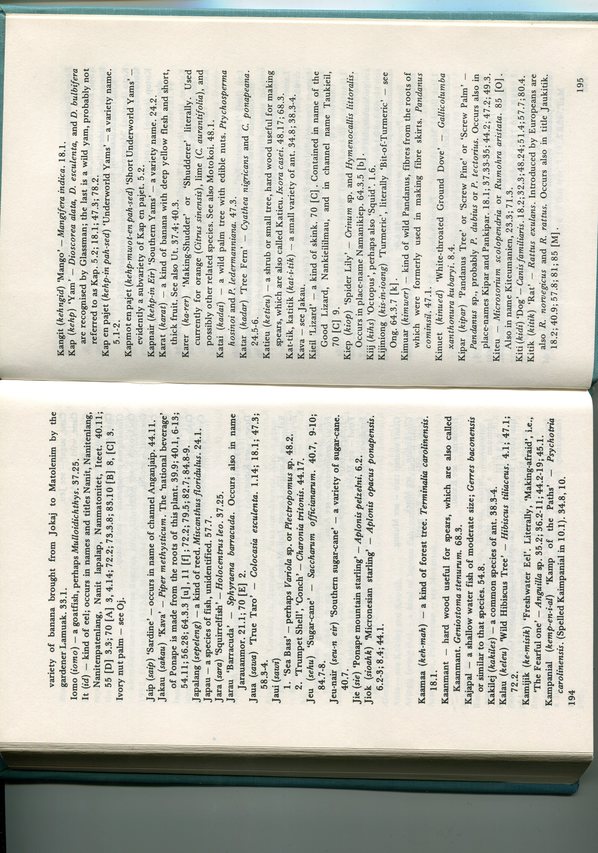 variety of banana brought from Jokaj to Matolenim by the
gardener Lamuak. 33.1.
Iomo (iomo) — a goatfish, perhaps Mulloidichthys. 37.25.
It (id) — kind of eel; occurs in names and titles Nanit, Nanitenlang,
Nanitenpatenlang, Nanit Iapalap, Nanmatonitet, Iteet. 40.11;
55 [D] 3.3; 70 [A] 3, 4.14; 72.2; 73.3.8; 83.10 [B] 8, [C] 3.
Ivory nut palm — see Oj.
Jaip (saip) ‘Sardine’ — occurs in name of channel Anganjaip. 44.11.
Jakau (sakau) ‘Kava’ — Piper methysticum. The ‘national beverage’
of Ponape is made from the roots of this plant. 39.9; 40.1, 6-13;
54.11; 56.28; 64.3.3 [u], 11 [f]; 72.2; 79.5; 82.7; 84.8-9.
Japalang (sepeleng) — a kind of reed. Miscanthus floridulus. 24.1.
Japau — a species of fish, unidentified. 57.7.
Jara (sara) ‘Squirrelfish’ — Holocentrus leo. 37.25.
Jarau ‘Barracuda’ — Sphyraena barracuda. Occurs also in name
Jarauanmor. 21.1; 70 [E] 2.
Jaua (sawa) ‘True Taro’ — Colocasia esculenta. 1.14; 18.1; 47.3;
58.3-4.
Jaui (sawi)
1. ‘Sea Bass’ — perhaps Variola sp. or Plectropomus sp. 48.2.
2. ‘Trumpet Shell’, ‘Conch’ — Charonia tritonis. 44.17.
Jeu (sehu) ‘Sugar-cane’ — Saccharum officianarum. 40.7, 9-10;
84.7-8.
Jeu-nair (seu-n eir) ‘Southern sugar-cane’ — a variety of sugar-cane.
40.7.
Jie (sie) ‘Ponape mountain starling’ — Aplonis pelzelni. 6.2.
Jiok (sioahk) ‘Micronesian starling’ — Aplonis opacus ponapensis.
6.2-3; 8.4; 44.1.
Kaamaa (keh-mah) — a kind of forest tree. Terminalia carolinensis.
18.1.
Kaanmant — hard wood useful for spears, which are also called
Kaanmant. Geniostoma stenurum. 68.3.
Kajapal — a shallow water fish of moderate size; Gerres baconensis
or similar to that species. 54.8.
Kakilej (kakiles) — a common species of ant. 38.3-4.
Kalau (keleu) ‘Wild Hibiscus Tree’ — Hibiscus tiliaceus. 4.1; 47.1;
72.2.
Kamijik (ke-misik) ‘Freshwater Eel’. Literally, ‘Making-afraid’, i.e.,
‘The Fearful one’ — Anguilla sp. 35.2; 36.2-11; 44.2-19; 45.1.
Kampanial (kemp-en-i-al) ‘Kamp of the Paths’ — Psychotria
carolinensis. (Spelled Kaimpanial in 10.1). 34.8, 10.
194
Kangit (kehngid) ‘Mango’ — Mangifera indica. 18.1.
Kap (kehp) ‘Yam’ — Dioscorea alata, D. esculenta, and D. bulbifera
are recognised by Glassman; the last is a wild yam, probably not
referred to as Kap. 5.2; 18.1; 47.3; 78.2.
Kap en pajet (kehp-in pah-sed) ‘Underworld Yams’ — a variety name.
5.1-2.
Kapmot en pajet (kehp-mwot-en pah-sed) ‘Short Underworld Yams’ —
evidently a subvariety of Kap en pajet. 5.2.
Kapnair (kehp-in Eir) ‘Southern Yams’ — a variety name. 24.2.
Karat (karat) — a kind of banana with deep yellow flesh and short,
thick fruit. See also Ut. 37.4; 40.3.
Karer (ka-rer) ‘Making-Shudder’ or ‘Shudderer’ literally. Used
currently for orange (Citrus sinensis), lime (C. aurantifolia), and
possibly other related species. See also Motokoi. 48.1.
Katai (kadai) — a wild palm tree with edible nuts. Ptychosperma
hosinoi and P. ledermanniana. 47.3.
Katar (kadar) ‘Tree Fern’ — Cyathea nigricans and C. ponapeana.
24.5-6.
Katieu (ketieu) — a shrub or small tree, hard wood useful for making
spears, which are also called Katieu. Ixora casei. 48.17; 68.3.
Kat-tik, katitik (kat-i-tik) — a small variety of ant. 34.8; 38.3-4.
Kava — see Jakau.
Kieil ‘Lizard’ — a kind of skink. 70 [C]. Contained in name of the
Good Lizard, Nankieililmau, and in channel name Taukieil,
70 [C] 9.
Kiep (kiop) ‘Spider Lily’ — Crinum sp. and Hymenocallis littoralis.
Occurs in place-name Namanikiep. 64.3.5 [b].
Kiij (kihs) ‘Octopus’, perhaps also ‘Squid’. 1.6.
Kijiniong (kis-in-ioang) ‘Turmeric’, literally ‘Bit-of-Turmeric’ — see
Ong. 64.3.7 [k].
Kimuar (kimwer) — kind of wild Pandanus, fibres from the roots of
which were formerly used in making fibre skirts. Pandanus
cominsii. 47.1.
Kinuet (kinued) ‘White-throated Ground Dove’ — Gallicolumba
xanthonura kubaryi. 8.4.
Kipar (kipar) ‘Pandanus Tree’ or ‘Screw Pine’ or ‘Screw Palm’ —
Pandanus sp., probably P. dubius or P. tectorius. Occurs also in
place-names Kipar and Pankipar. 18.1; 37.33-35; 44.2; 47.2; 49.3.
Kiteu — Microsorium scolopendria or Rumohra aristata. 85 [O].
Also in name Kiteumanien, 23.3; 71.3.
Kiti (kidi) ‘Dog’ — Canis familiaris. 18.2; 32.3; 48.24; 51.4; 57.7; 80.4.
Kitik (kitik) ‘Rat’ — Rattus exulans. Introduced by Europeans are
also R. norvegicus and R. rattus. Occurs also in title Jaukitik.
18.2; 40.9; 57.8; 81; 85 [M].
195